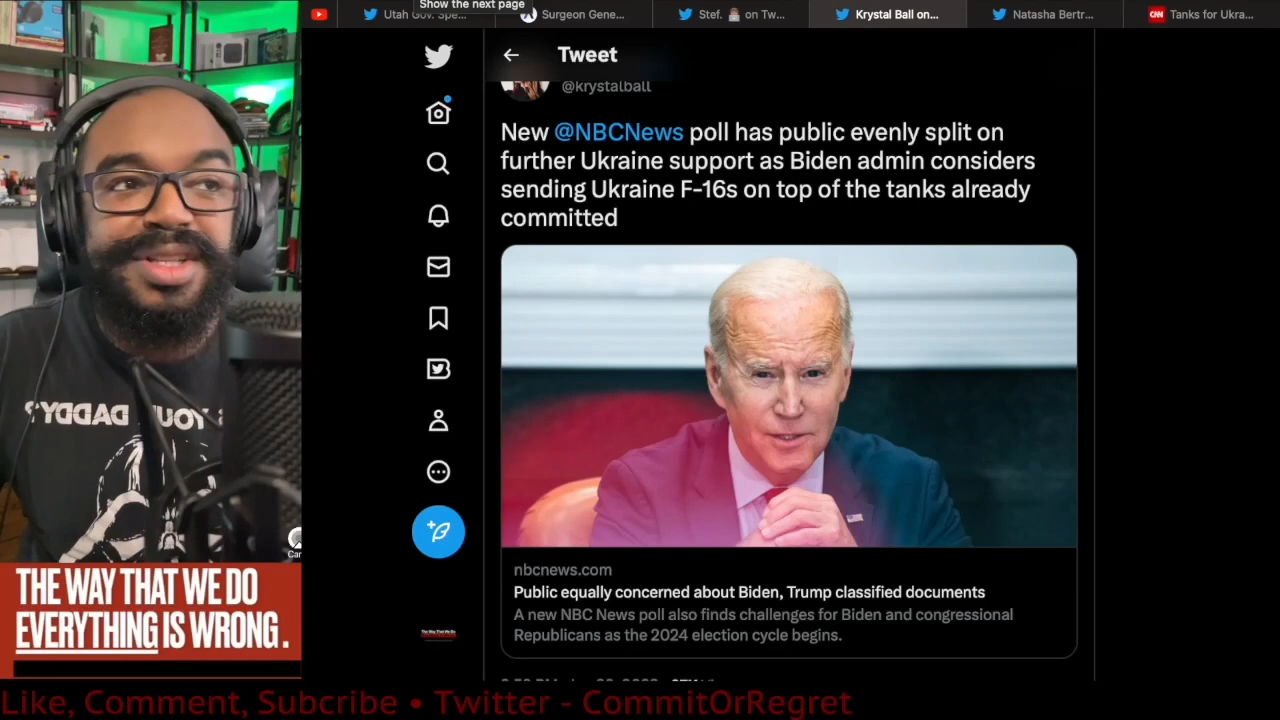 Show the next page
Utah Gov. Spe...
Surgeon Gene...
Stef. on Tw...
Krystal Ball on...
Natasha Bertr...
CNN Tanks for Ukra...
Tweet
@krystalball
New @NBCNews poll has public evenly split on
further Ukraine support as Biden admin considers
sending Ukraine F-16s on top of the tanks already
committed
nbcnews.com
Public equally concerned about Biden, Trump classified documents
A new NBC News poll also finds challenges for Biden and congressional
Republicans as the 2024 election cycle begins.
YOUR DADDY?
Car
THE WAY THAT WE DO
EVERYTHING IS WRONG.
Like, Comment, Subcribe • Twitter - CommitOrRegret